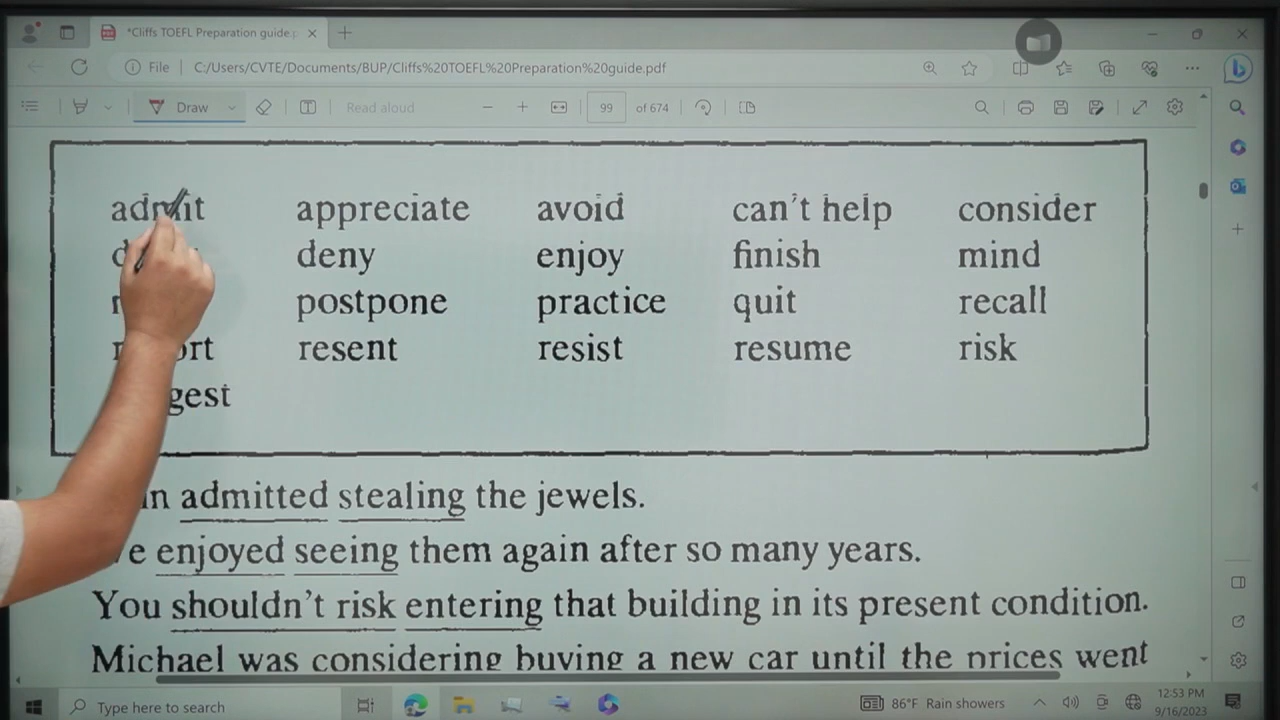 *Cliffs TOEFL Preparation guide.p
File C:/Users/CVTE/Documents/BUP/Cliffs%20TOEFL%20Preparation%20guide.pdf
Draw Read aloud 99 of 674
appreciate avoid can't help consider
deny enjoy finish mind
postpone practice quit recall
resent resist resume risk
admitted stealing the jewels.
enjoyed seeing them again after so many years.
You shouldn't risk entering that building in its present condition.
Michael was considering buying a new car until the prices went
Type here to search 86°F Rain showers 12:53 PM
9/16/2023